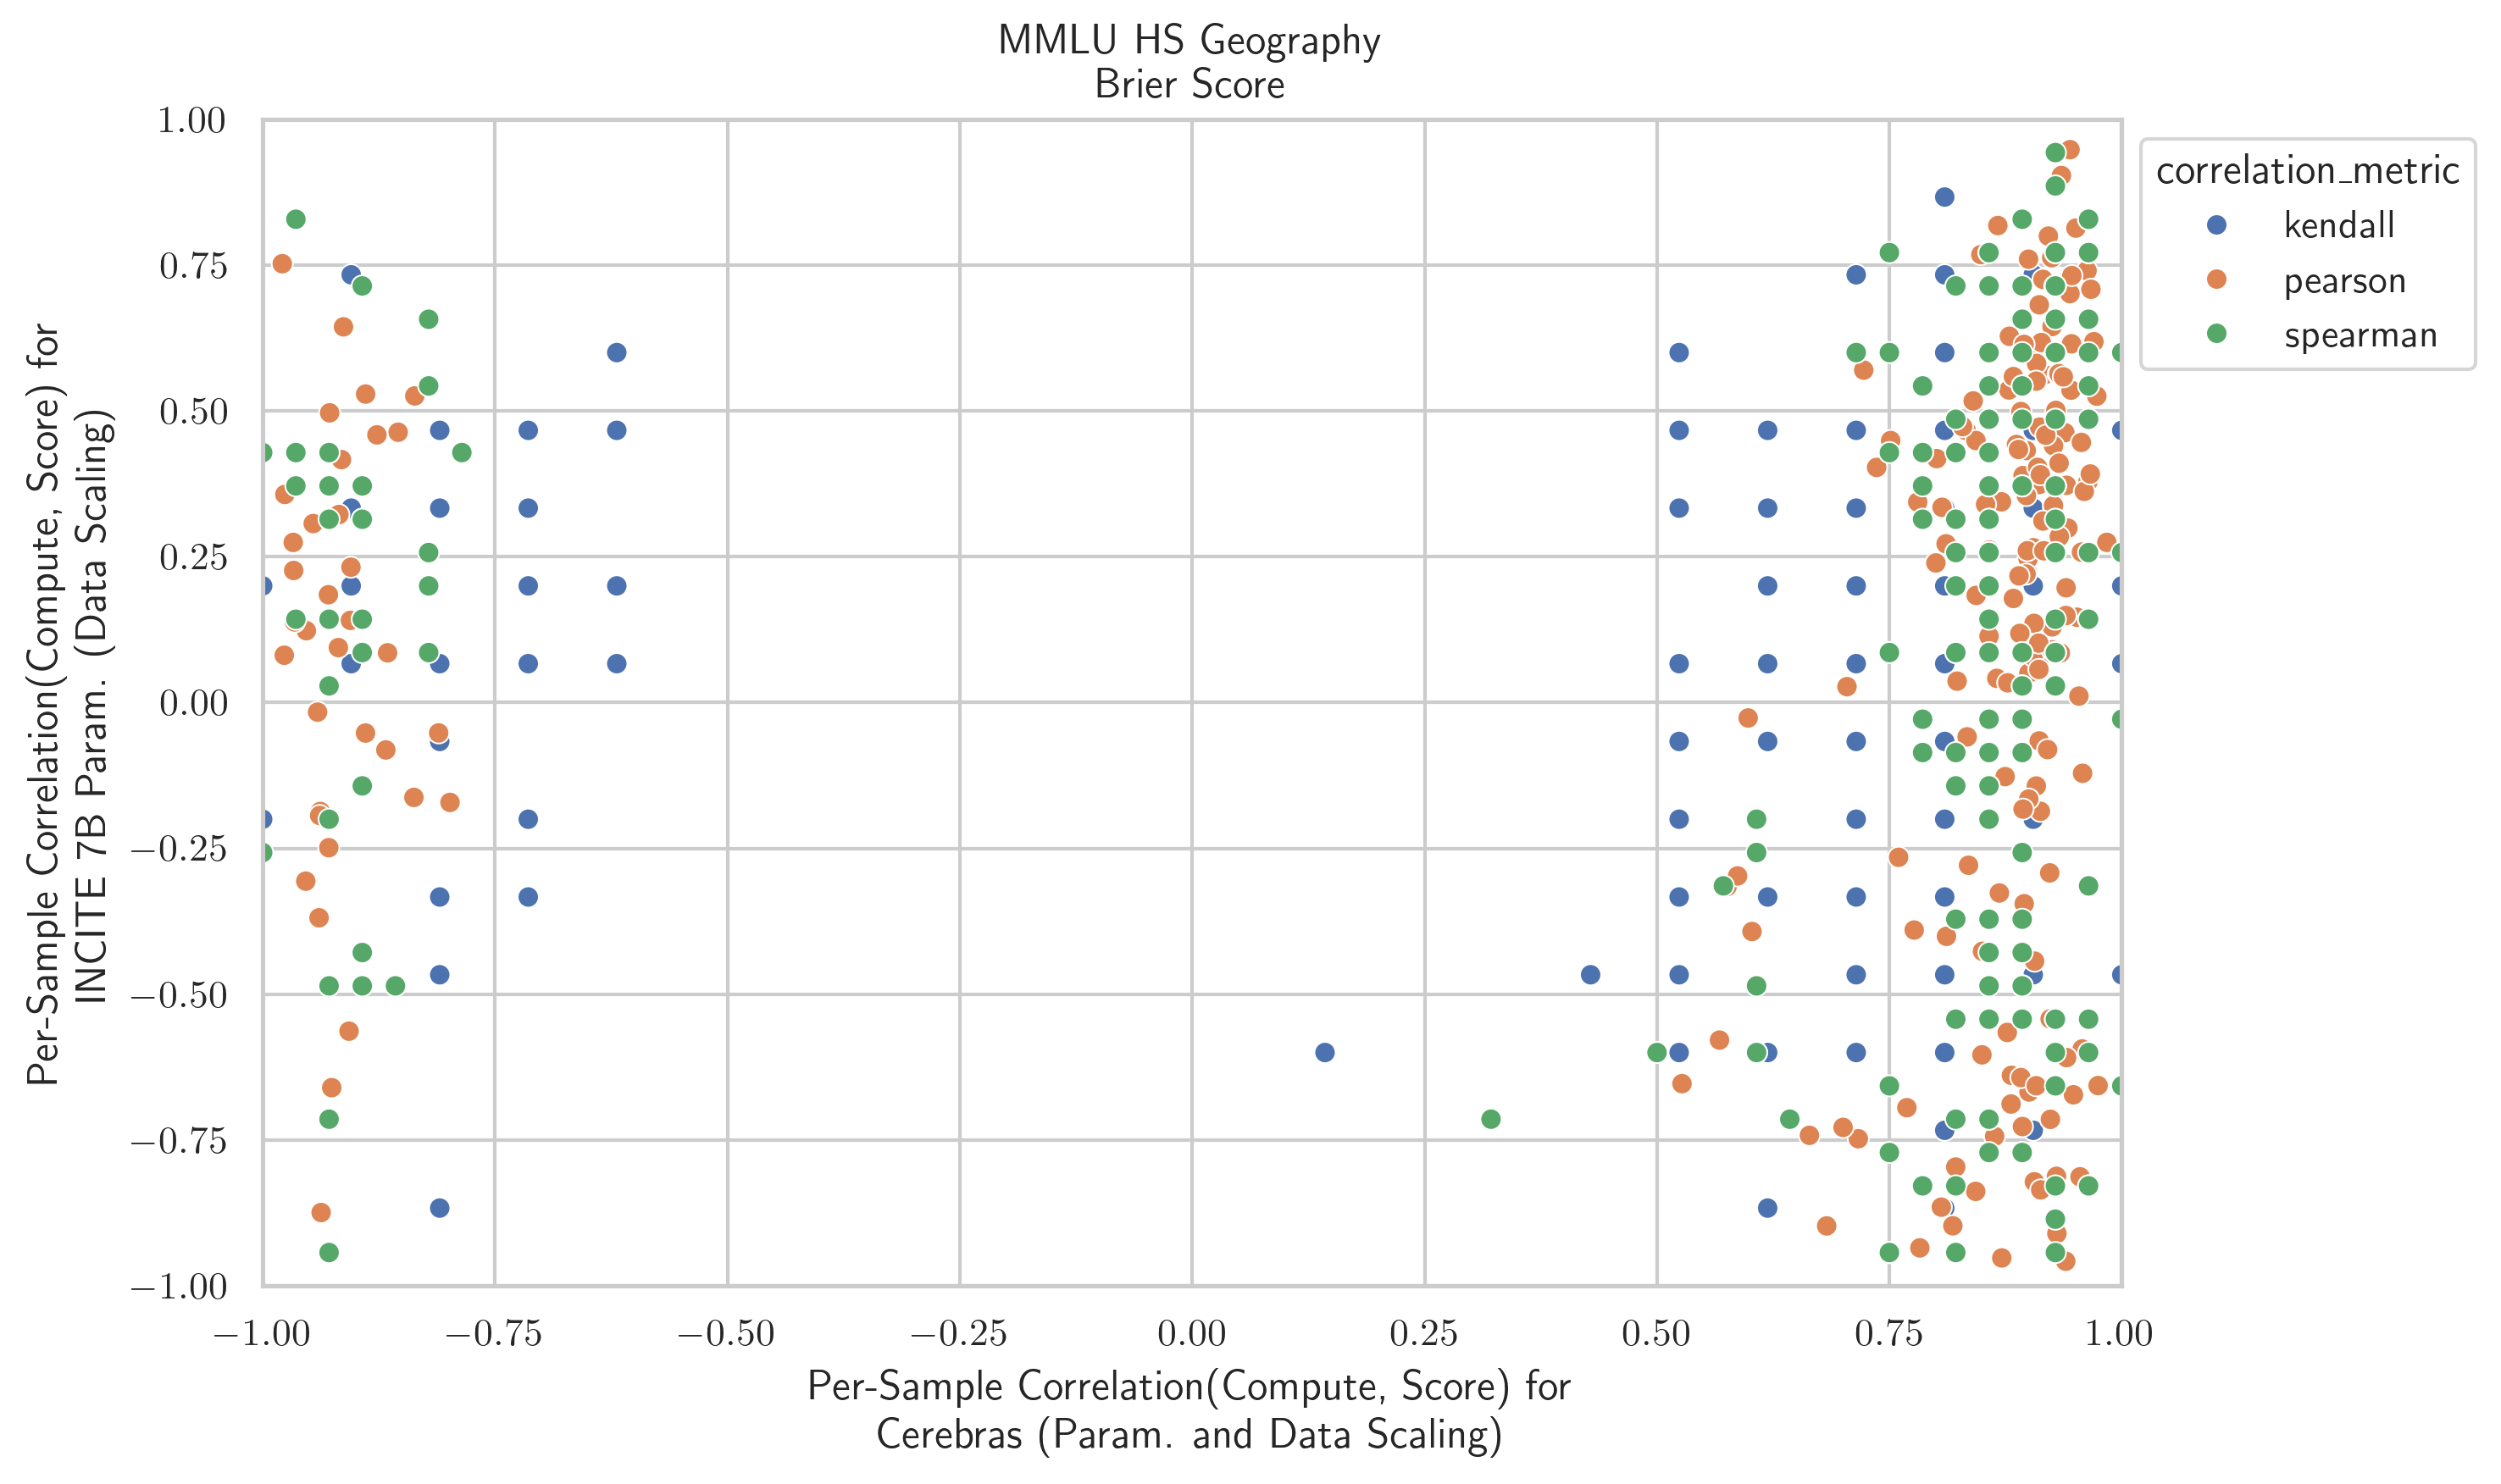 MMLU HS Geography
Brier Score
Per-Sample Correlation(Compute, Score) for
INCITE 7B Param. (Data Scaling)
1.00
0.75
0.50
0.25
0.00
−0.25
−0.50
−0.75
−1.00
−1.00
−0.75
−0.50
−0.25
0.00
0.25
0.50
0.75
1.00
Per-Sample Correlation(Compute, Score) for
Cerebras (Param. and Data Scaling)
correlation_metric
kendall
pearson
spearman